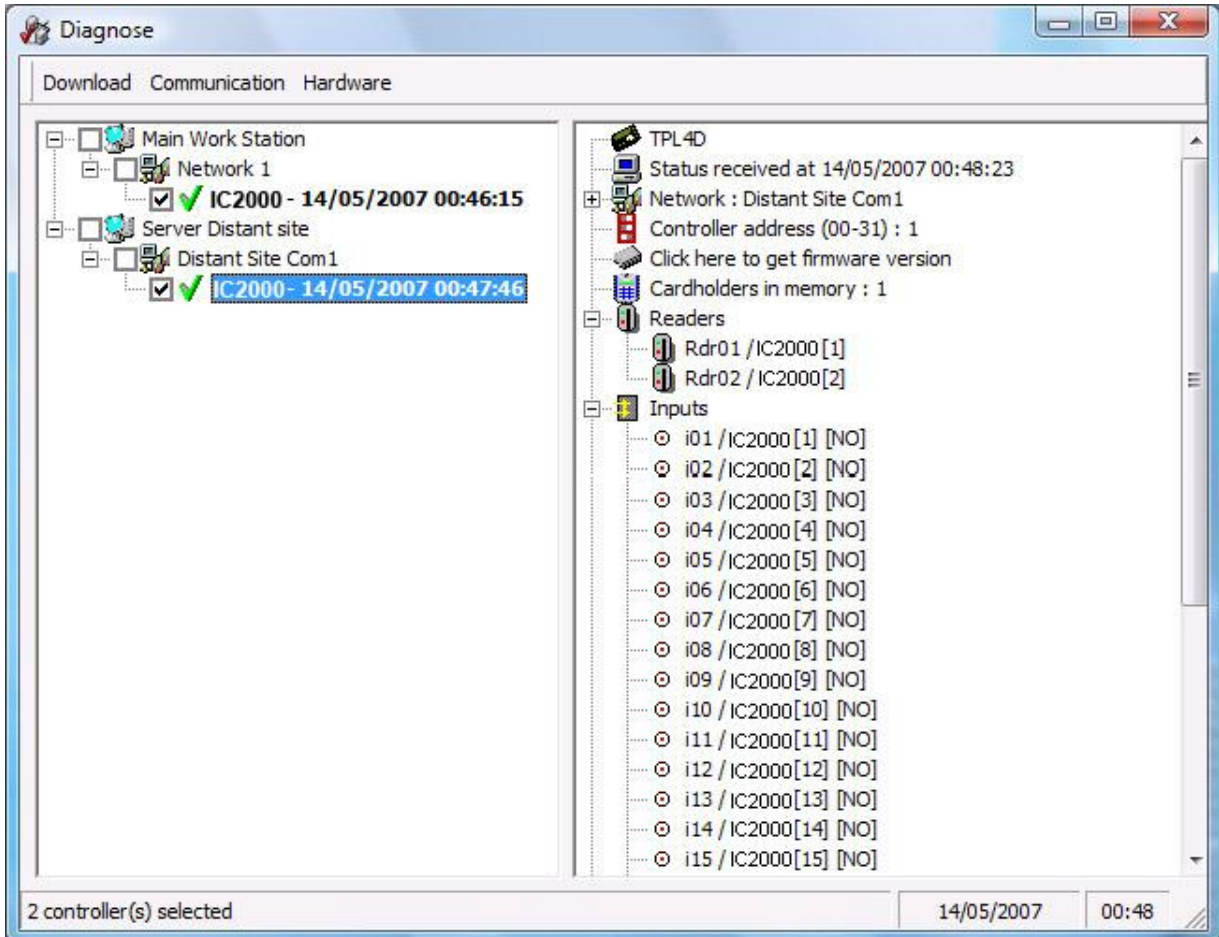 Diagnose
Download Communication Hardware
Main Work Station
Network 1
IC2000 - 14/05/2007 00:46:15
Server Distant site
Distant Site Com1
IC2000- 14/05/2007 00:47:46
TPL4D
Status received at 14/05/2007 00:48:23
Network : Distant Site Com1
Controller address (00-31) : 1
Click here to get firmware version
Cardholders in memory : 1
Readers
Rdr01 /IC2000[1]
Rdr02 /IC2000[2]
Inputs
i01 /IC2000[1] [NO]
i02 /IC2000[2] [NO]
i03 /IC2000[3] [NO]
i04 /IC2000[4] [NO]
i05 /IC2000[5] [NO]
i06 /IC2000[6] [NO]
i07 /IC2000[7] [NO]
i08 /IC2000[8] [NO]
i09 /IC2000[9] [NO]
i10 /IC2000[10] [NO]
i11 /IC2000[11] [NO]
i12 /IC2000[12] [NO]
i13 /IC2000[13] [NO]
i14 /IC2000[14] [NO]
i15 /IC2000[15] [NO]
2 controller(s) selected 14/05/2007 00:48